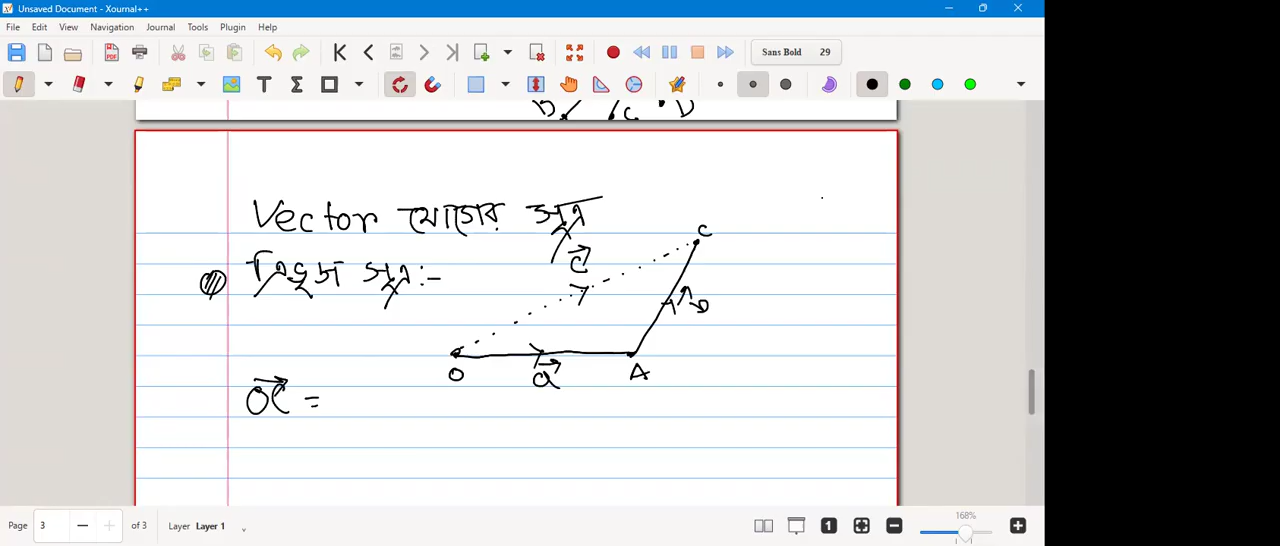 Unsaved Document - Xournal++
File Edit View Navigation Journal Tools Plugin Help
Sans Bold 29
B C D
Vector যোগের সূত্র
ত্রিভুজ সূত্র:-
C
c
b
O a A
OC =
Page 3 of 3 Layer Layer 1 168%